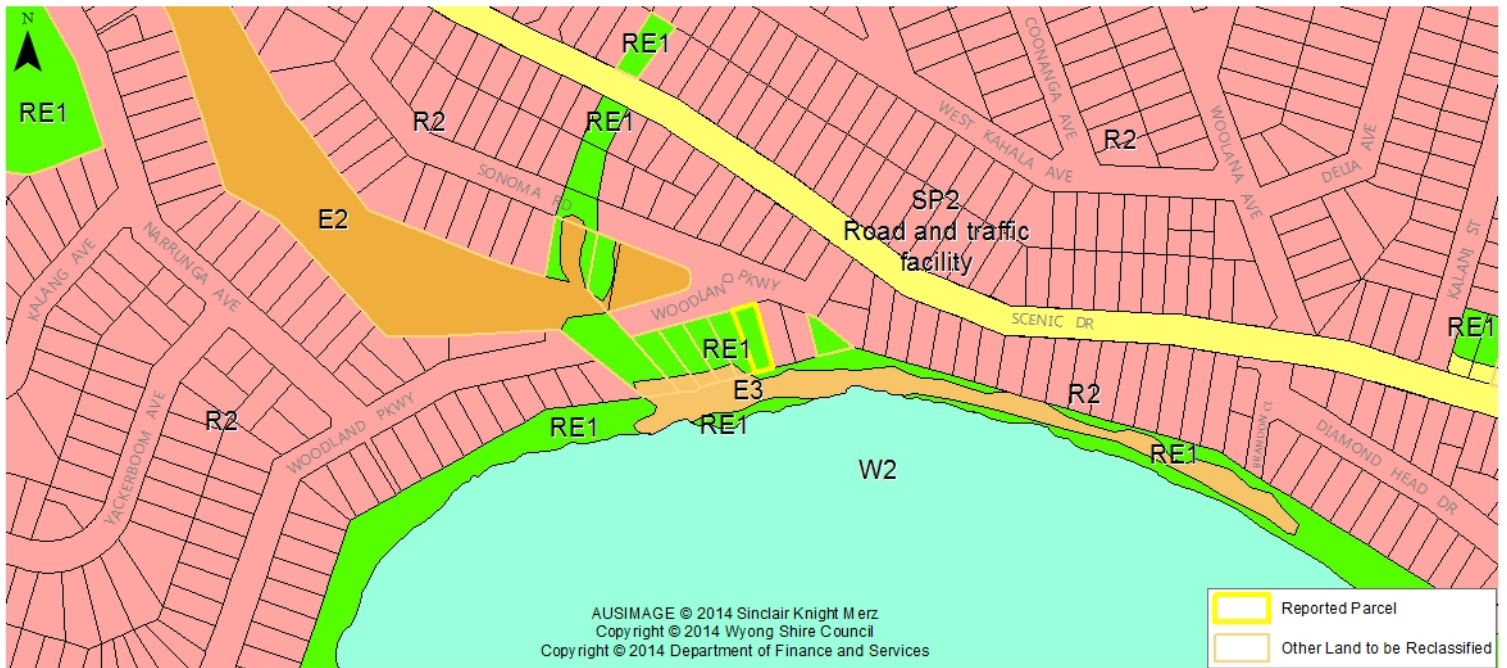 N
RE1
RE1
RE1
R2
R2
COONANGA AVE
WEST KAHALA AVE
WOOLANA AVE
DELIA AVE
SONOMA RD
SP2
Road and traffic
facility
E2
NARRUNGA AVE
KALANG AVE
KALANI ST
WOODLAND PKWY
SCENIC DR
RE1
RE1
E3
R2
R2
RE1
RE1
RE1
WOODLAND PKWY
YACKERBOOM AVE
BRANDON CL
DIAMOND HEAD DR
W2
AUSIMAGE © 2014 Sinclair Knight Merz
Copyright © 2014 Wyong Shire Council
Copyright © 2014 Department of Finance and Services
Reported Parcel
Other Land to be Reclassified